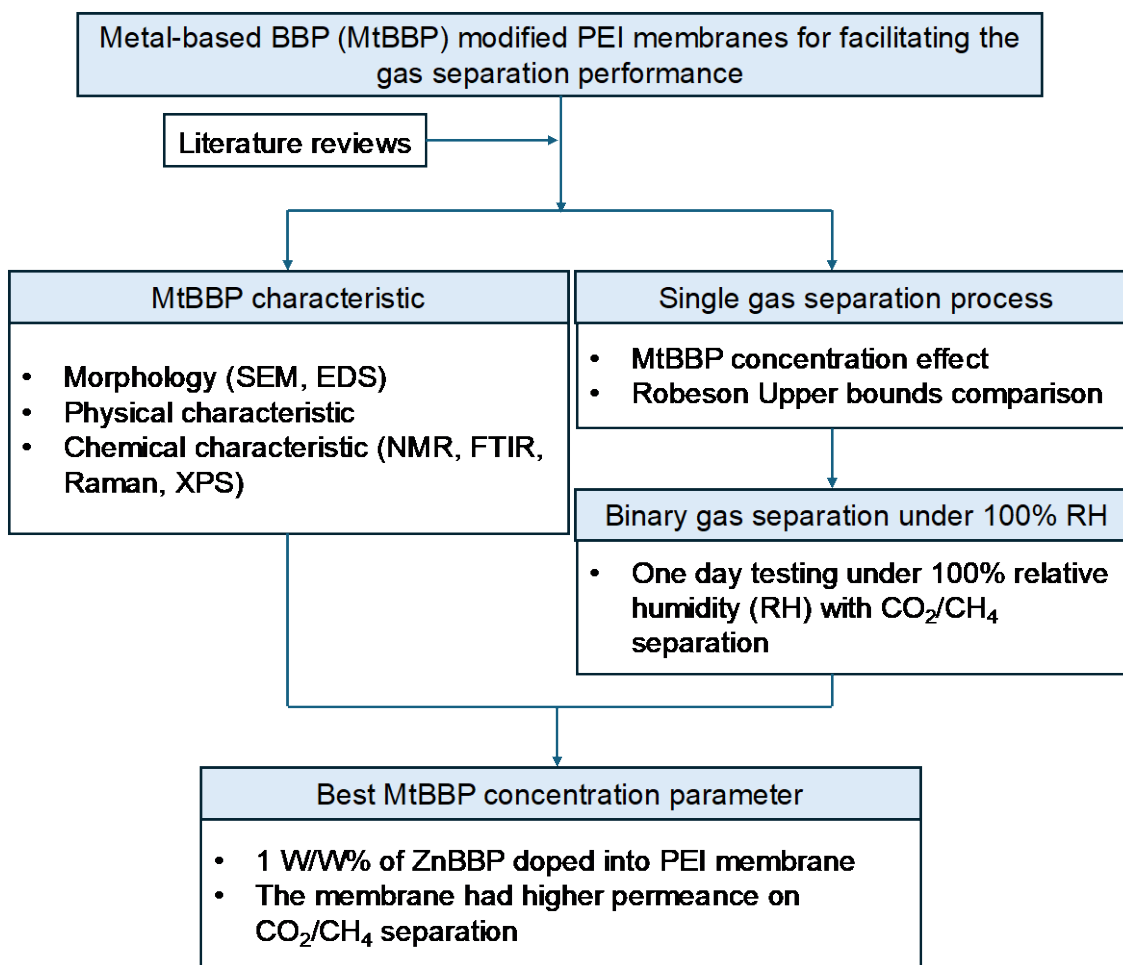 Metal-based BBP (MtBBP) modified PEI membranes for facilitating the
gas separation performance
Literature reviews
MtBBP characteristic
• Morphology (SEM, EDS)
• Physical characteristic
• Chemical characteristic (NMR, FTIR,
Raman, XPS)
Single gas separation process
• MtBBP concentration effect
• Robeson Upper bounds comparison
Binary gas separation under 100% RH
• One day testing under 100% relative
humidity (RH) with CO₂/CH₄
separation
Best MtBBP concentration parameter
• 1 W/W% of ZnBBP doped into PEI membrane
• The membrane had higher permeance on
CO₂/CH₄ separation